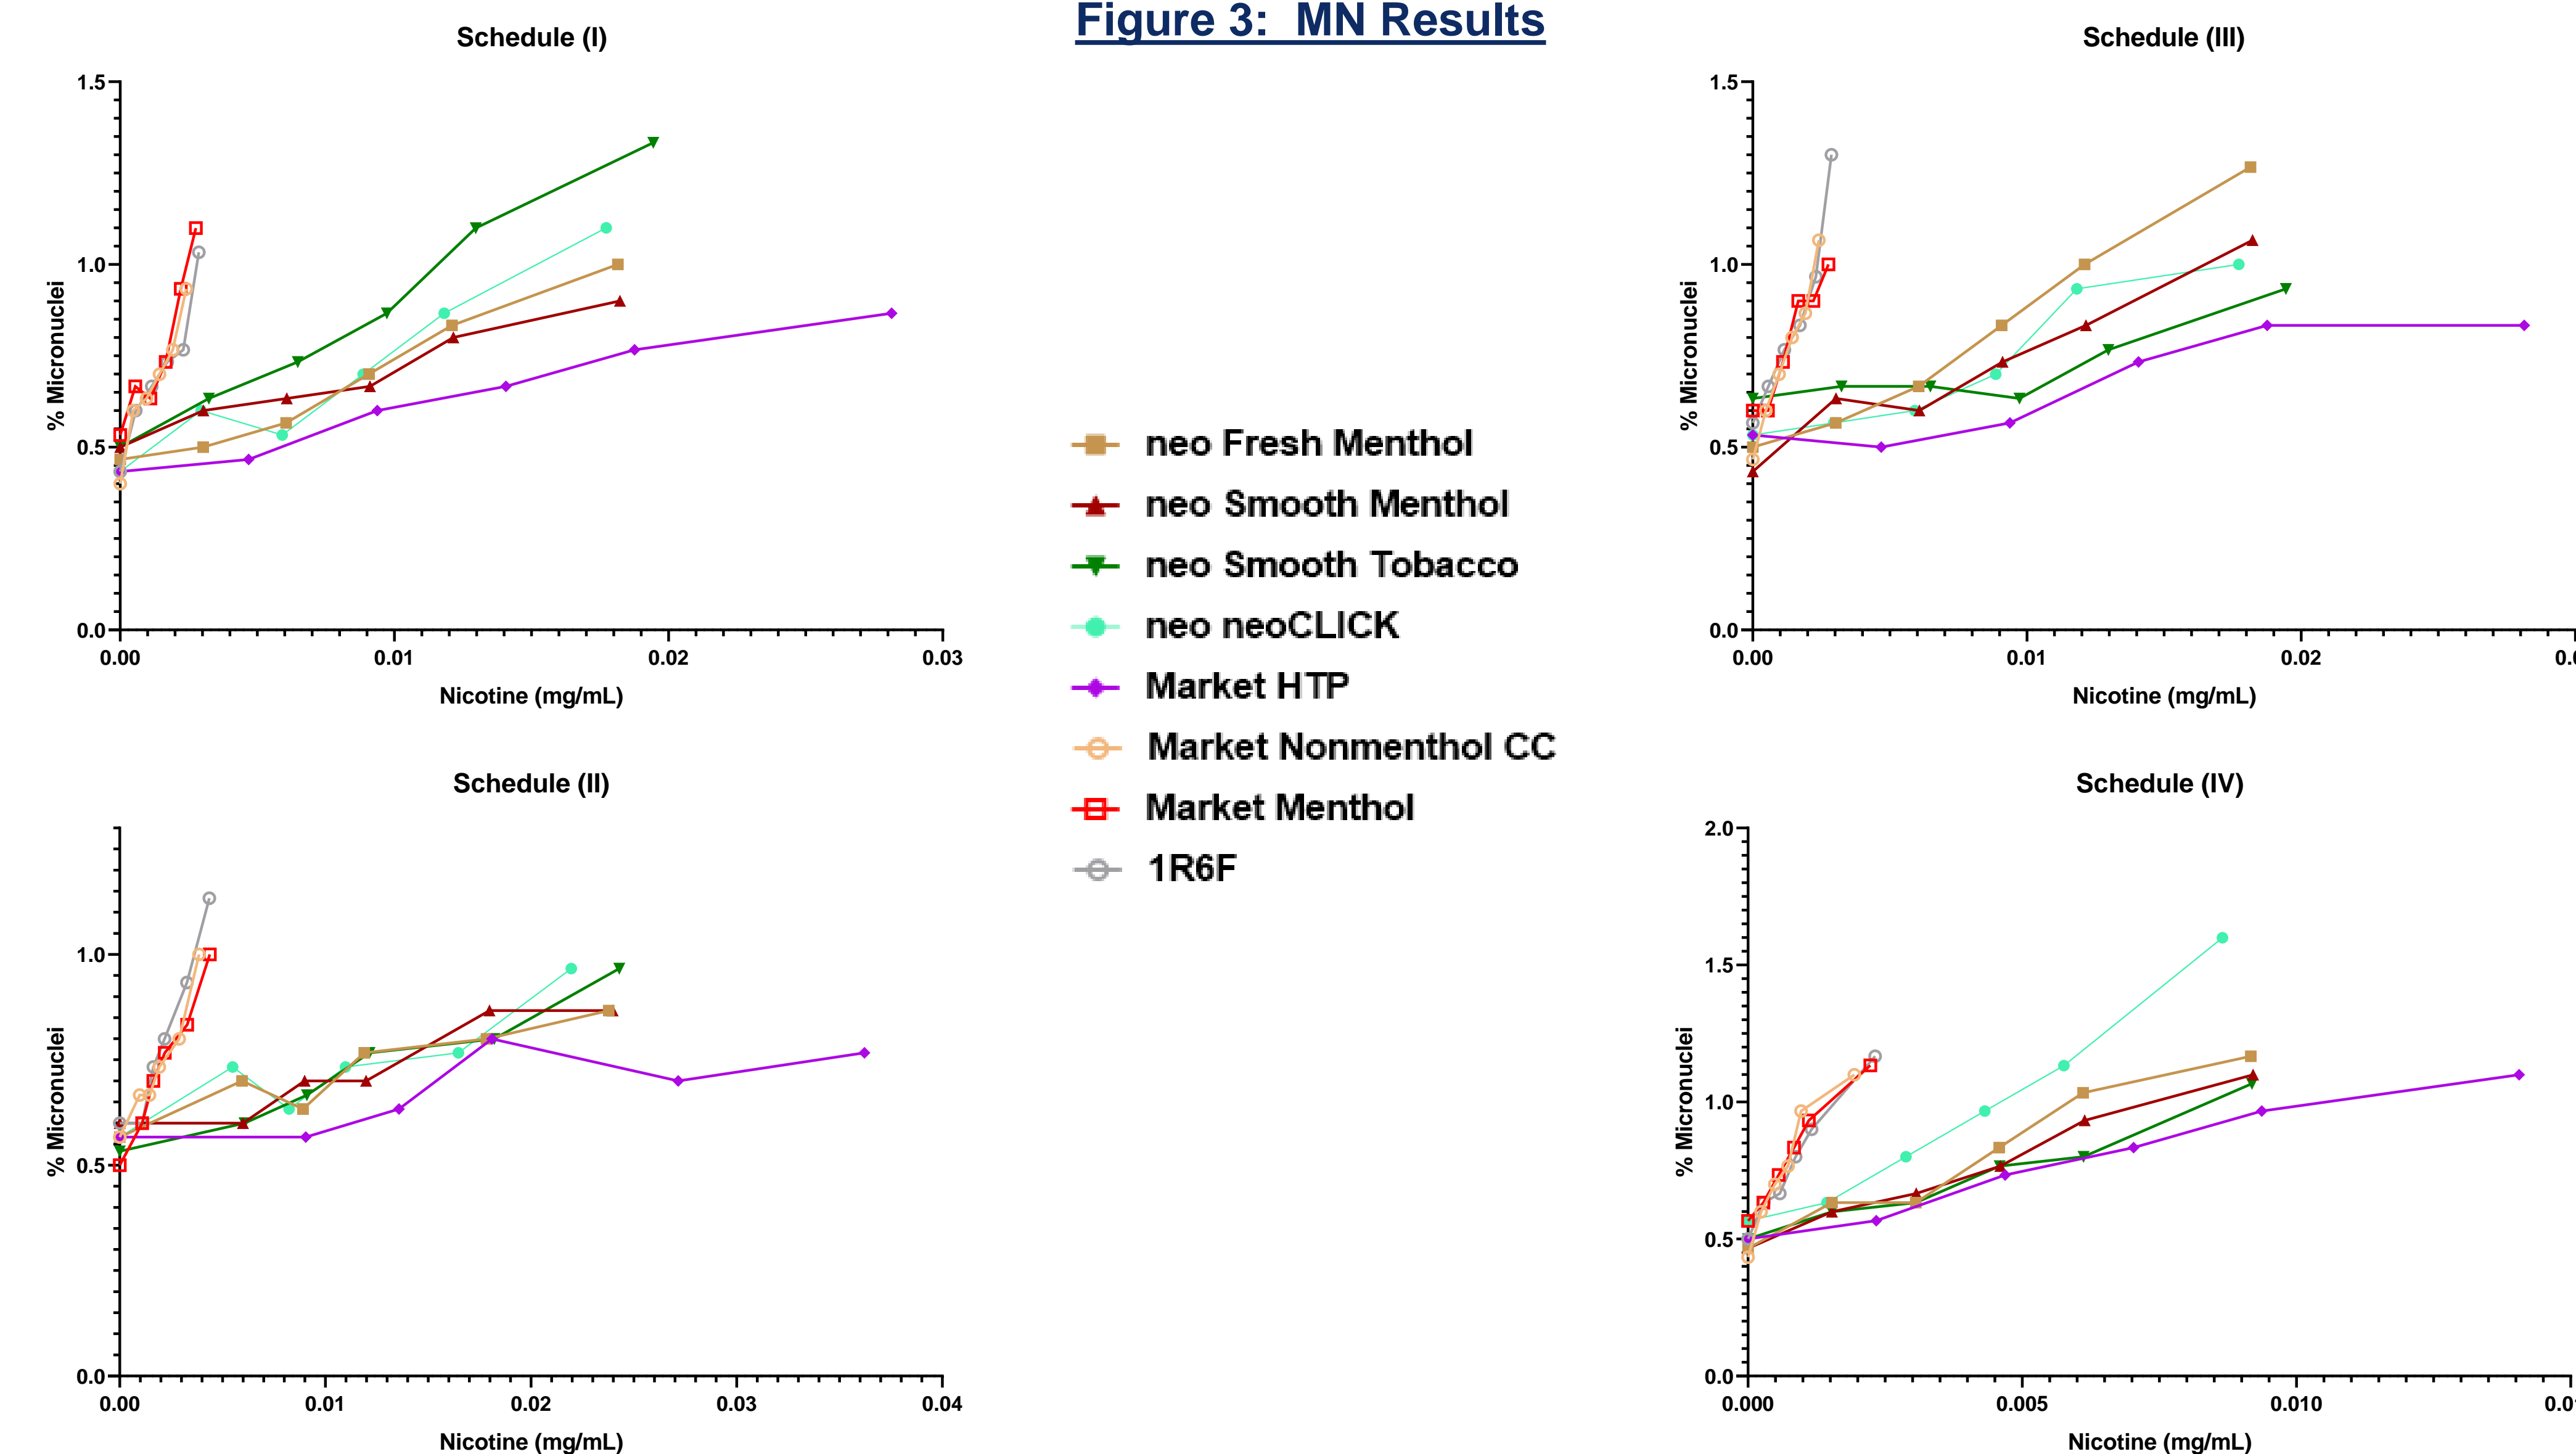 Figure 3:  MN Results
Schedule (I)
1.5
1.0
0.5
0.0
% Micronuclei
0.00 0.01 0.02 0.03
Nicotine (mg/mL)
Schedule (II)
1.0
0.5
0.0
% Micronuclei
0.00 0.01 0.02 0.03 0.04
Nicotine (mg/mL)
neo Fresh Menthol
neo Smooth Menthol
neo Smooth Tobacco
neo neoCLICK
Market HTP
Market Nonmenthol CC
Market Menthol
1R6F
Schedule (III)
1.5
1.0
0.5
0.0
% Micronuclei
0.00 0.01 0.02
Nicotine (mg/mL)
Schedule (IV)
2.0
1.5
1.0
0.5
0.0
% Micronuclei
0.000 0.005 0.010
Nicotine (mg/mL)